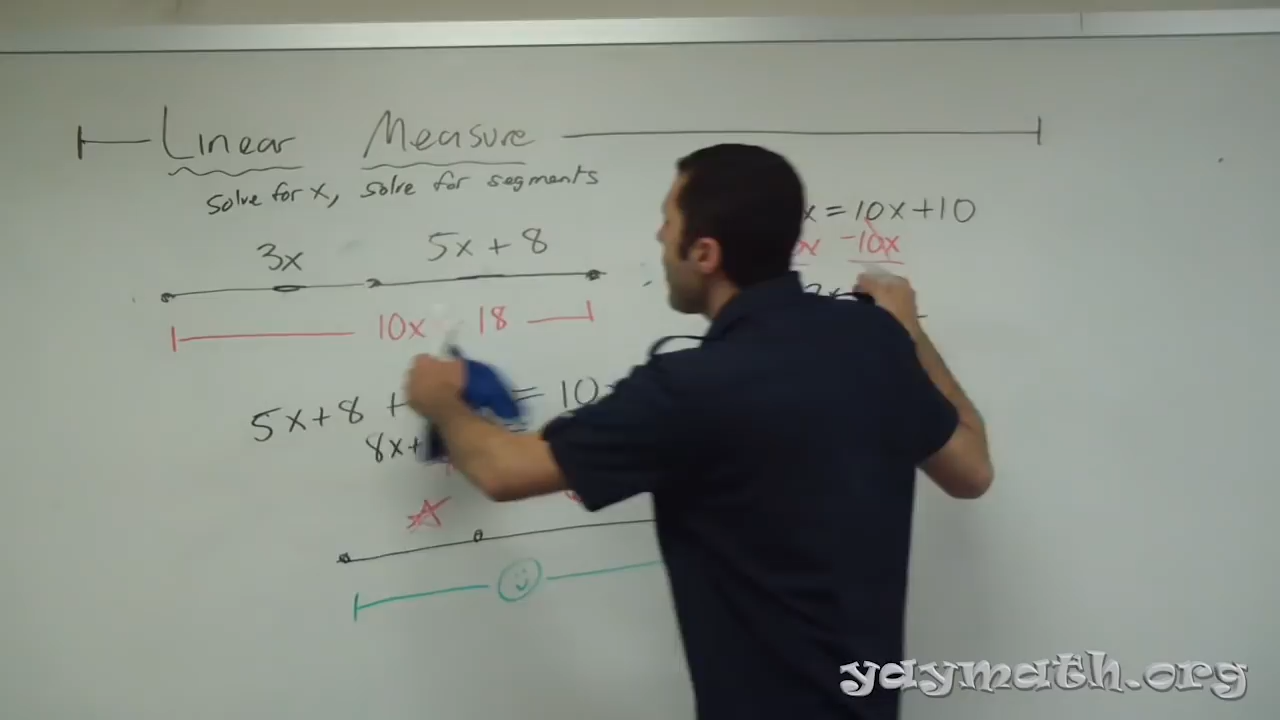 Linear Measure
solve for x, solve for segments
3x 5x + 8
10x 18
5x+8 + = 10
8x+ =
x = 10x+10
x -10x
yaymath.org